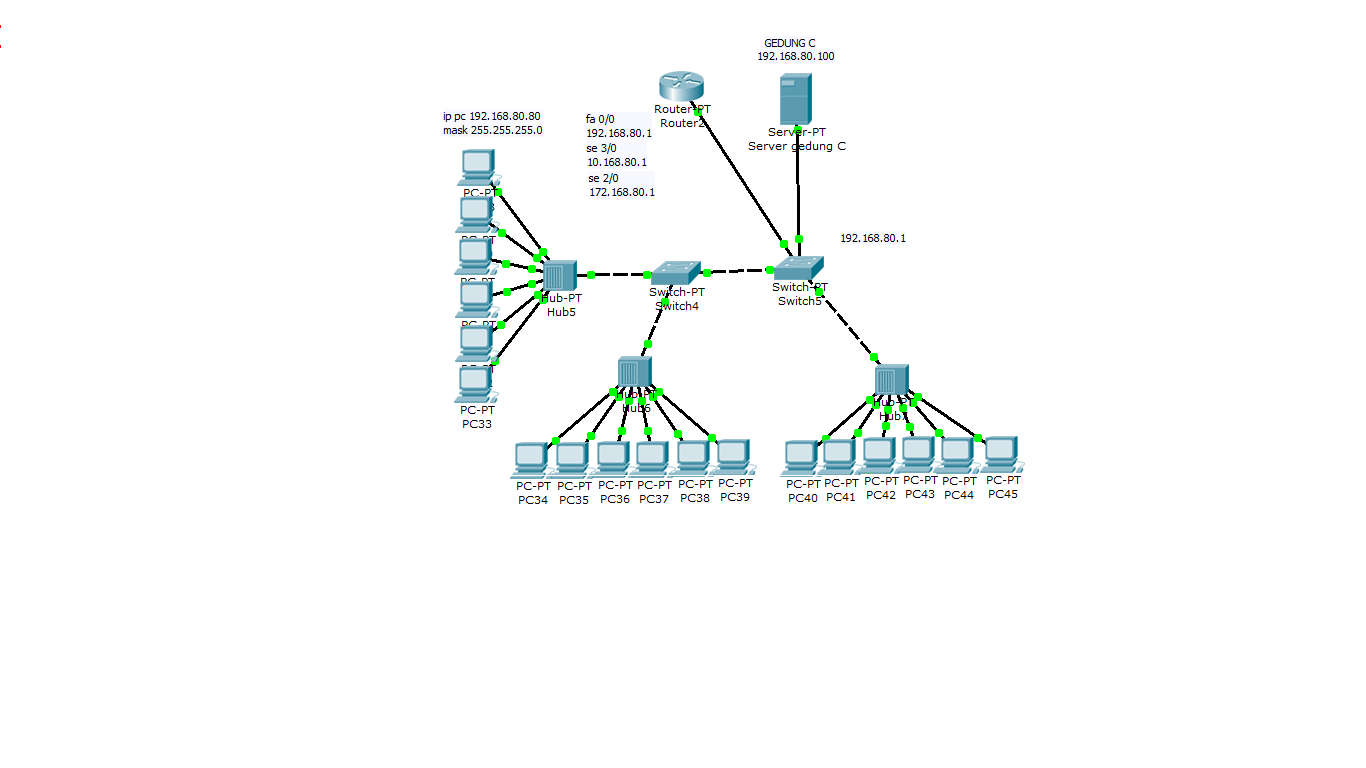 GEDUNG C
192.168.80.100
Router-PT
Router2
Server-PT
Server gedung C
ip pc 192.168.80.80
mask 255.255.255.0
fa 0/0
192.168.80.1
se 3/0
10.168.80.1
se 2/0
172.168.80.1
192.168.80.1
PC-PT
PC-PT
PC-PT
PC-PT
PC-PT
PC-PT
PC33
Hub-PT
Hub5
Switch-PT
Switch4
Switch-PT
Switch5
Hub-PT
Hub6
Hub-PT
PC-PT
PC34
PC-PT
PC35
PC-PT
PC36
PC-PT
PC37
PC-PT
PC38
PC-PT
PC39
PC-PT
PC40
PC-PT
PC41
PC-PT
PC42
PC-PT
PC43
PC-PT
PC44
PC-PT
PC45